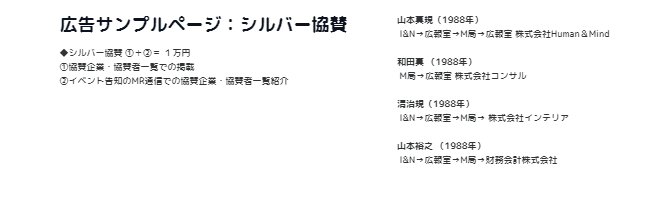 広告サンプルページ：シルバー協賛
◆シルバー協賛 ①＋②＝ １万円
①協賛企業・協賛者一覧での掲載
②イベント告知のMR通信での協賛企業・協賛者一覧紹介
山本真規（1988年）
I&N→広報室→M局→広報室 株式会社Human＆Mind
和田真 （1988年）
M局→広報室 株式会社コンサル
清治規（1988年）
I&N→広報室→M局→ 株式会社インテリア
山本裕之 （1988年）
I&N→広報室→M局→財務会計株式会社